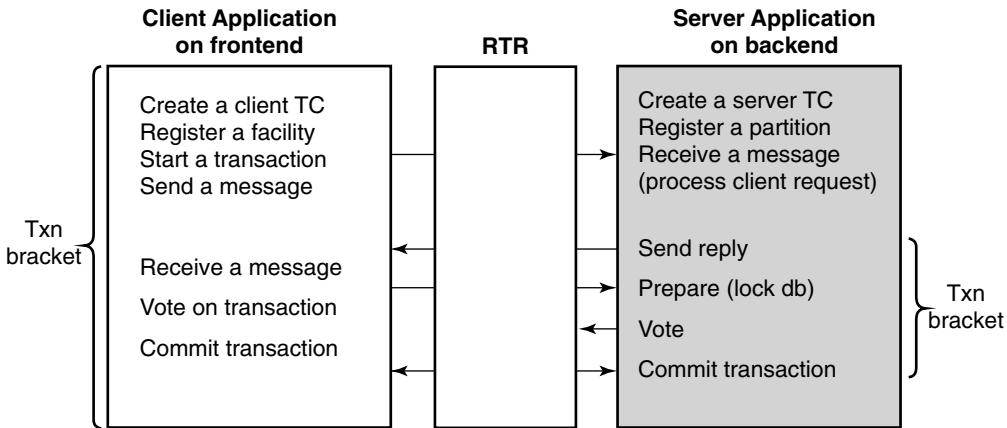 Client Application
on frontend
RTR
Server Application
on backend
Txn
bracket
Create a client TC
Register a facility
Start a transaction
Send a message
Receive a message
Vote on transaction
Commit transaction
Create a server TC
Register a partition
Receive a message
(process client request)
Send reply
Prepare (lock db)
Vote
Commit transaction
Txn
bracket